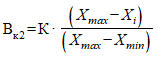 Вк2=К · (Xmax − Xi) / (Xmax − Xmin)